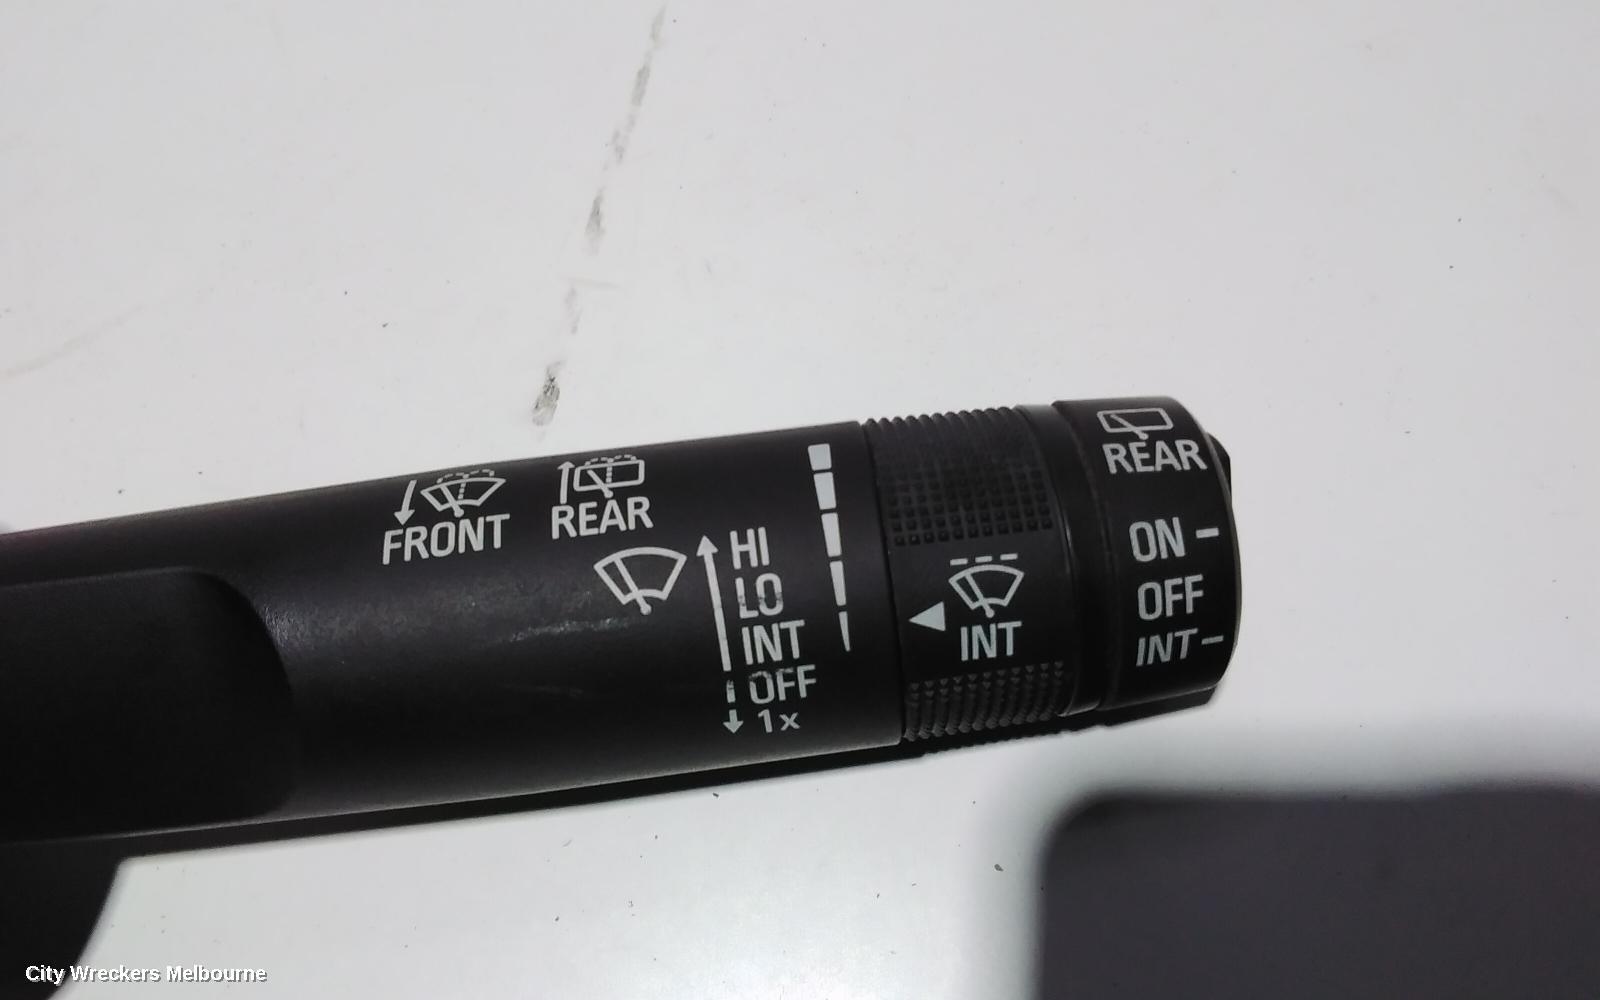 FRONT
REAR
HI
LO
INT
OFF
1x
INT
REAR
ON
OFF
INT
City Wreckers Melbourne